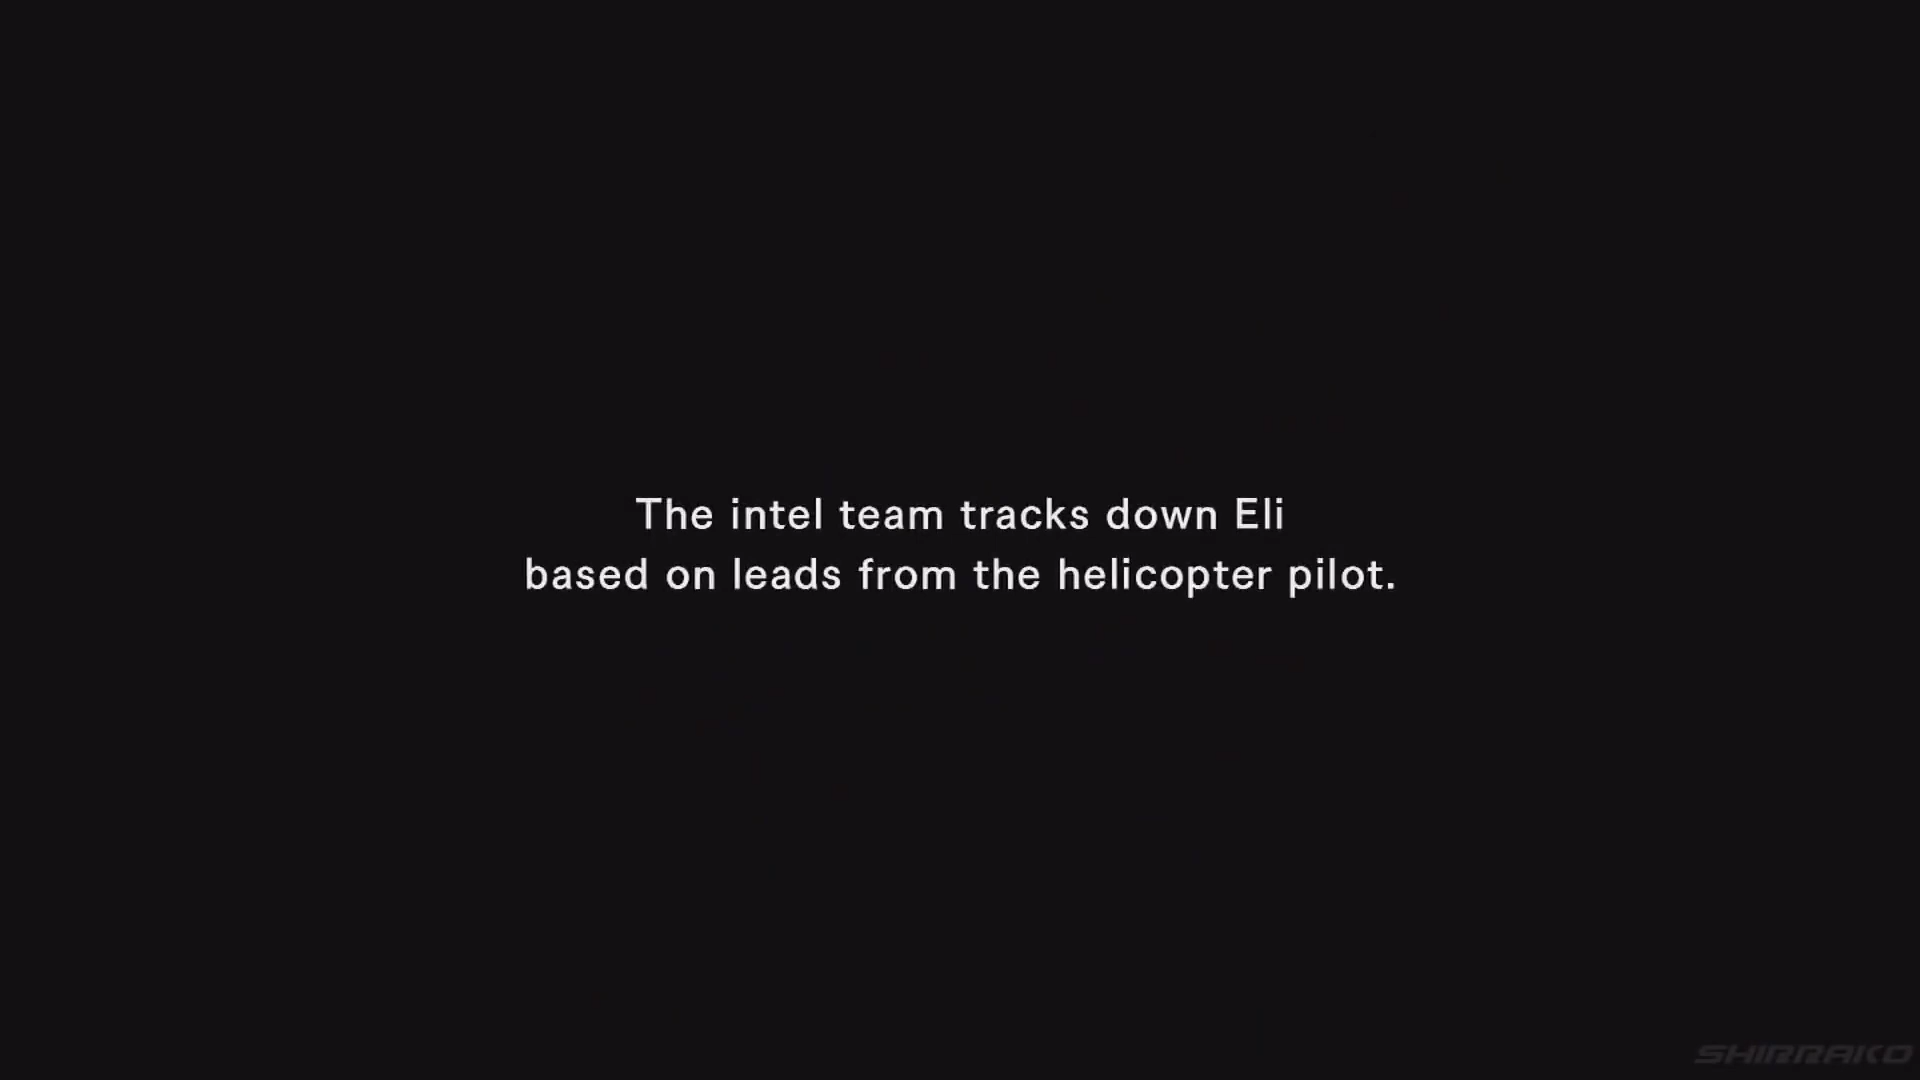 The intel team tracks down Eli
based on leads from the helicopter pilot.
SHIRRAKO